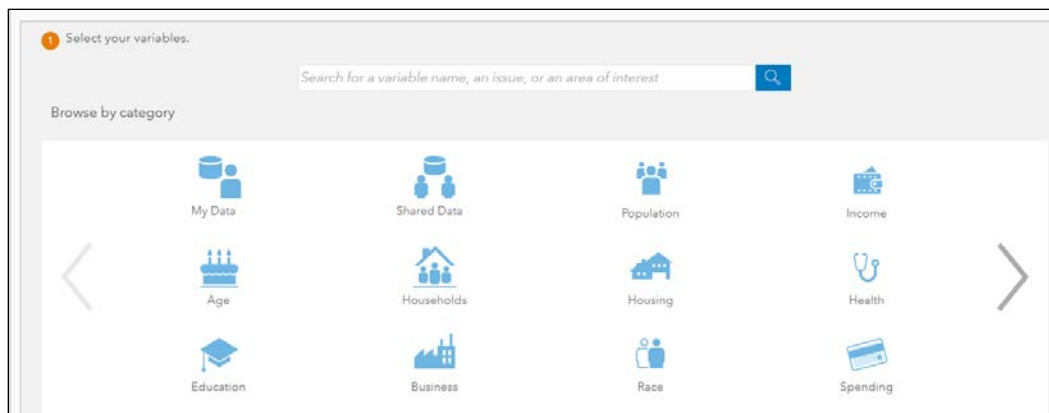 1 Select your variables.
Search for a variable name, an issue, or an area of interest
Browse by category
My Data Shared Data Population Income
Age Households Housing Health
Education Business Race Spending